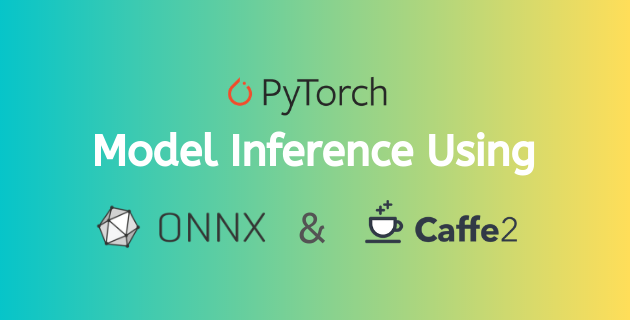 PyTorch
Model Inference Using
ONNX & Caffe2